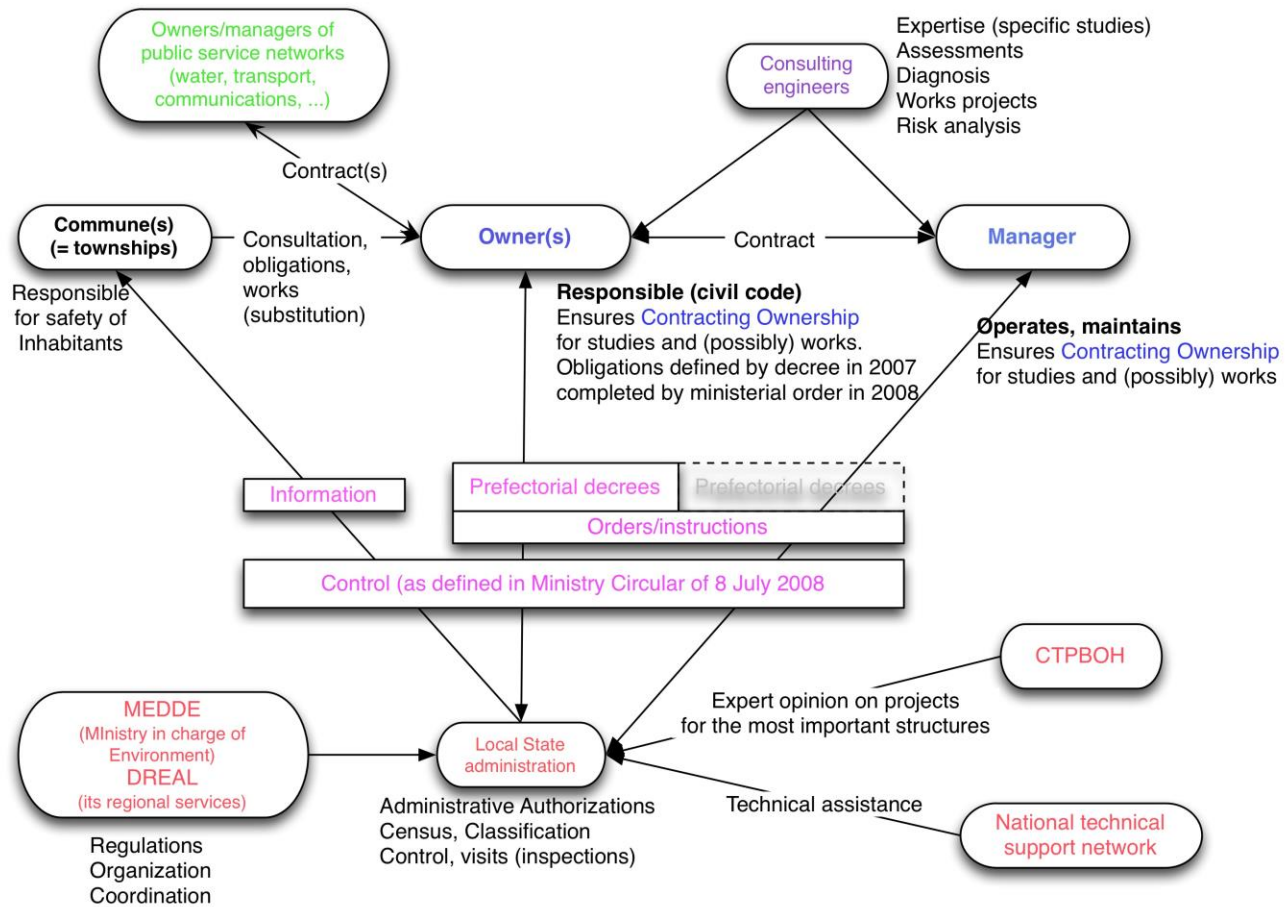 Owners/managers of
public service networks
(water, transport,
communications, ...)
Consulting
engineers
Expertise (specific studies)
Assessments
Diagnosis
Works projects
Risk analysis
Contract(s)
Commune(s)
(= townships)
Consultation,
obligations,
works
(substitution)
Owner(s)
Contract
Manager
Responsible
for safety of
Inhabitants
Responsible (civil code)
Ensures Contracting Ownership
for studies and (possibly) works.
Obligations defined by decree in 2007
completed by ministerial order in 2008
Operates, maintains
Ensures Contracting Ownership
for studies and (possibly) works
Information
Prefectorial decrees
Prefectorial decrees
Orders/instructions
Control (as defined in Ministry Circular of 8 July 2008
CTPBOH
Expert opinion on projects
for the most important structures
MEDDE
(MInistry in charge of
Environment)
DREAL
(its regional services)
Local State
administration
Regulations
Organization
Coordination
Administrative Authorizations
Census, Classification
Control, visits (inspections)
Technical assistance
National technical
support network